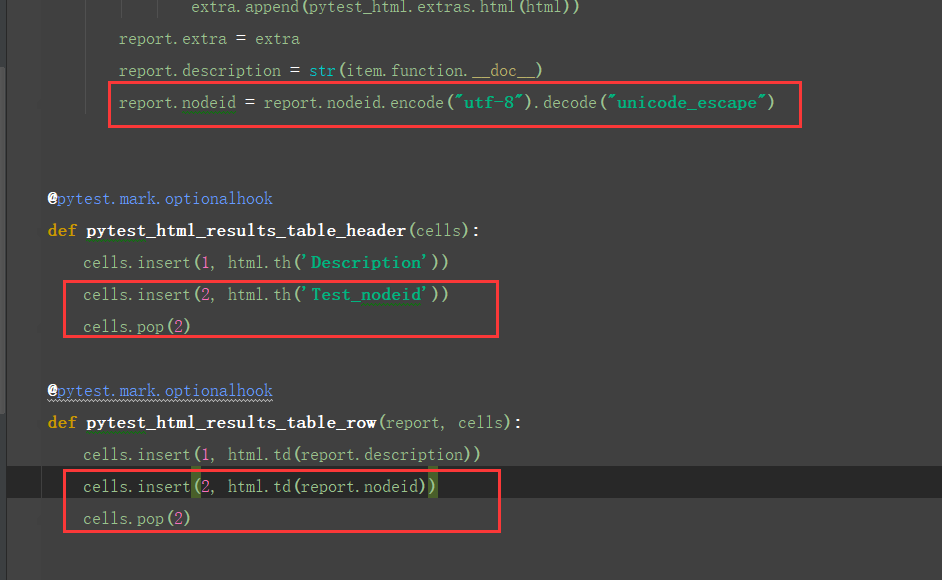 extra.append(pytest_html.extras.html(html))
report.extra = extra
report.description = str(item.function.__doc__)
report.nodeid = report.nodeid.encode("utf-8").decode("unicode_escape")
@pytest.mark.optionalhook
def pytest_html_results_table_header(cells):
cells.insert(1, html.th('Description'))
cells.insert(2, html.th('Test_nodeid'))
cells.pop(2)
@pytest.mark.optionalhook
def pytest_html_results_table_row(report, cells):
cells.insert(1, html.td(report.description))
cells.insert(2, html.td(report.nodeid))
cells.pop(2)